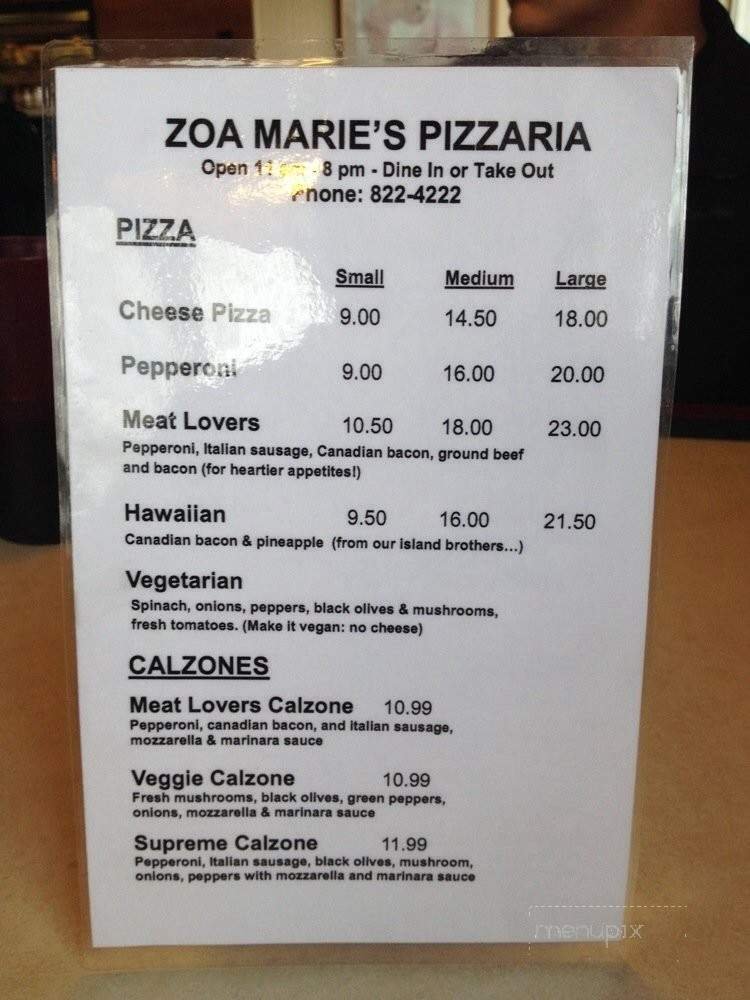 ZOA MARIE'S PIZZARIA
Open 11 am - 8 pm - Dine In or Take Out
Phone: 822-4222
PIZZA
Small Medium Large
Cheese Pizza 9.00 14.50 18.00
Pepperoni 9.00 16.00 20.00
Meat Lovers 10.50 18.00 23.00
Pepperoni, Italian sausage, Canadian bacon, ground beef
and bacon (for heartier appetites!)
Hawaiian 9.50 16.00 21.50
Canadian bacon & pineapple (from our island brothers...)
Vegetarian
Spinach, onions, peppers, black olives & mushrooms,
fresh tomatoes. (Make it vegan: no cheese)
CALZONES
Meat Lovers Calzone 10.99
Pepperoni, canadian bacon, and italian sausage,
mozzarella & marinara sauce
Veggie Calzone 10.99
Fresh mushrooms, black olives, green peppers,
onions, mozzarella & marinara sauce
Supreme Calzone 11.99
Pepperoni, Italian sausage, black olives, mushroom,
onions, peppers with mozzarella and marinara sauce
menupix